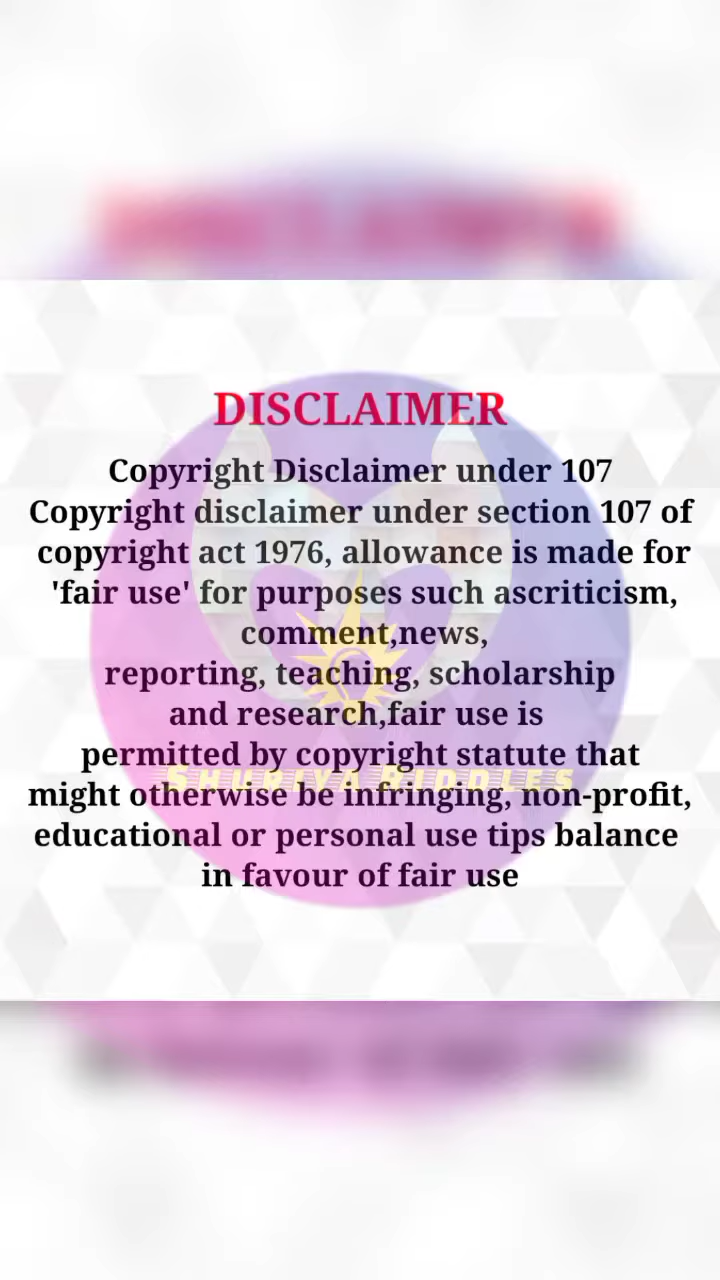 DISCLAIMER
Copyright Disclaimer under 107
Copyright disclaimer under section 107 of
copyright act 1976, allowance is made for
'fair use' for purposes such ascriticism,
comment,news,
reporting, teaching, scholarship
and research,fair use is
permitted by copyright statute that
SHURIYA RIDDLES
might otherwise be infringing, non-profit,
educational or personal use tips balance
in favour of fair use